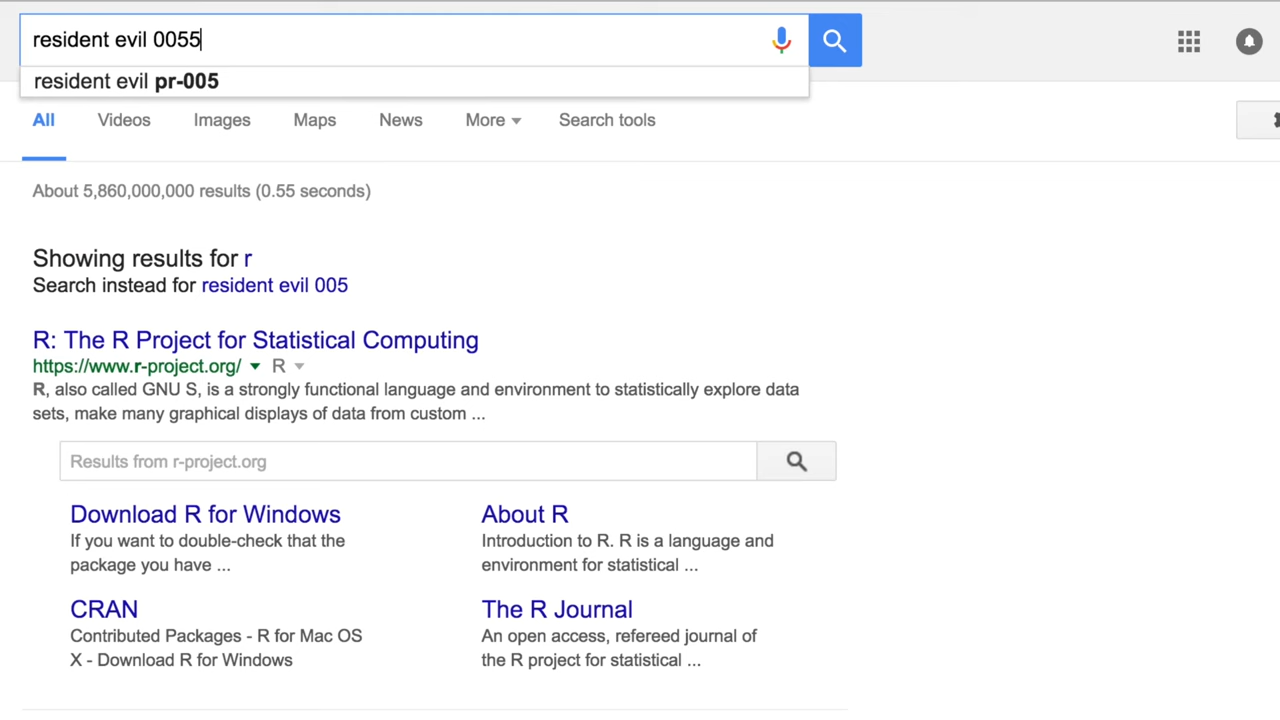 resident evil 0055
resident evil pr-005
All Videos Images Maps News More Search tools
About 5,860,000,000 results (0.55 seconds)
Showing results for r
Search instead for resident evil 005
R: The R Project for Statistical Computing
https://www.r-project.org/ R
R, also called GNU S, is a strongly functional language and environment to statistically explore data
sets, make many graphical displays of data from custom ...
Results from r-project.org
Download R for Windows
If you want to double-check that the
package you have ...
About R
Introduction to R. R is a language and
environment for statistical ...
CRAN
Contributed Packages - R for Mac OS
X - Download R for Windows
The R Journal
An open access, refereed journal of
the R project for statistical ...